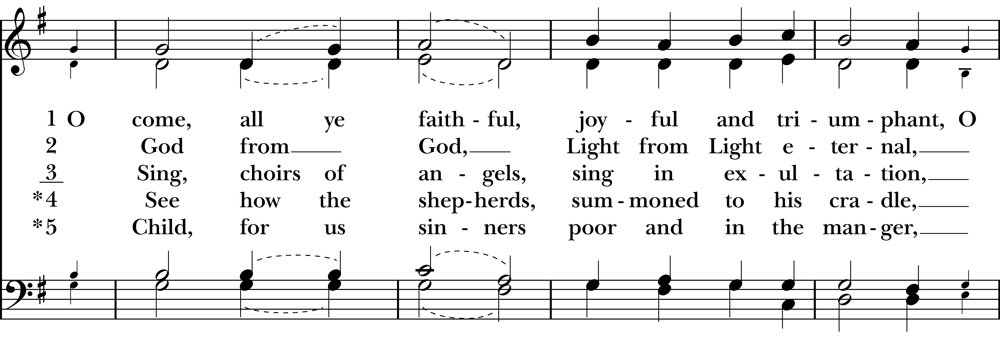 1 O come, all ye faith - ful, joy - ful and tri - um - phant, O
2 God from God, Light from Light e - ter - nal,
3 Sing, choirs of an - gels, sing in ex - ul - ta - tion,
*4 See how the shep - herds, sum - moned to his cra - dle,
*5 Child, for us sin - ners poor and in the man - ger,